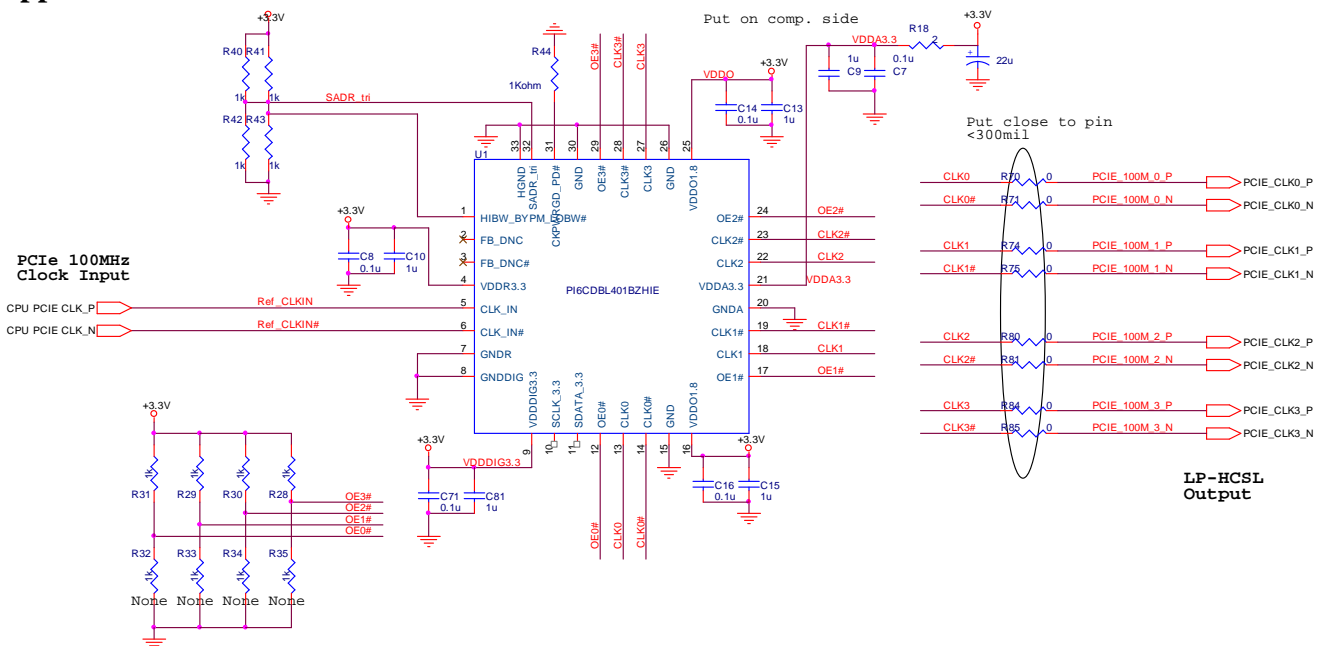 +3.3V
R40 R41
1k 1k
SADR_tri
R42 R43
1k 1k
R44
1Kohm
OE3#
CLK3#
CLK3
Put on comp. side
VDDO
+3.3V
C14
0.1u
C13
1u
VDDA3.3
R18
2
+3.3V
1u
C9
0.1u
C7
22u
U1
33
32
31
30
29
28
27
26
25
HGND
SADR_tri
CKPWRGD_PD#
GND
OE3#
CLK3#
CLK3
GND
VDDO1.8
1 HIBW_BYPM_LOBW#
2 FB_DNC
3 FB_DNC#
4 VDDR3.3
5 CLK_IN
6 CLK_IN#
7 GNDR
8 GNDDIG
PI6CDBL401BZHIE
OE2# 24 OE2#
CLK2# 23 CLK2#
CLK2 22 CLK2
VDDA3.3 21 VDDA3.3
GNDA 20
CLK1# 19 CLK1#
CLK1 18 CLK1
OE1# 17 OE1#
VDDDIG3.3
SCLK_3.3
SDATA_3.3
OE0#
CLK0
CLK0#
GND
VDDO1.8
9
10
11
12
13
14
15
16
+3.3V
C8
0.1u
C10
1u
PCIe 100MHz
Clock Input
CPU PCIE CLK_P
Ref_CLKIN
CPU PCIE CLK_N
Ref_CLKIN#
+3.3V
VDDDIG3.3
C71
0.1u
C81
1u
OE0#
CLK0
CLK0#
+3.3V
C16
0.1u
C15
1u
+3.3V
1k 1k 1k 1k
R31 R29 R30 R28
OE3#
OE2#
OE1#
OE0#
R32 R33 R34 R35
1k 1k 1k 1k
None None None None
Put close to pin
<300mil
CLK0 R70 0 PCIE_100M_0_P PCIE_CLK0_P
CLK0# R71 0 PCIE_100M_0_N PCIE_CLK0_N
CLK1 R74 0 PCIE_100M_1_P PCIE_CLK1_P
CLK1# R75 0 PCIE_100M_1_N PCIE_CLK1_N
CLK2 R80 0 PCIE_100M_2_P PCIE_CLK2_P
CLK2# R81 0 PCIE_100M_2_N PCIE_CLK2_N
CLK3 R84 0 PCIE_100M_3_P PCIE_CLK3_P
CLK3# R85 0 PCIE_100M_3_N PCIE_CLK3_N
LP-HCSL
Output